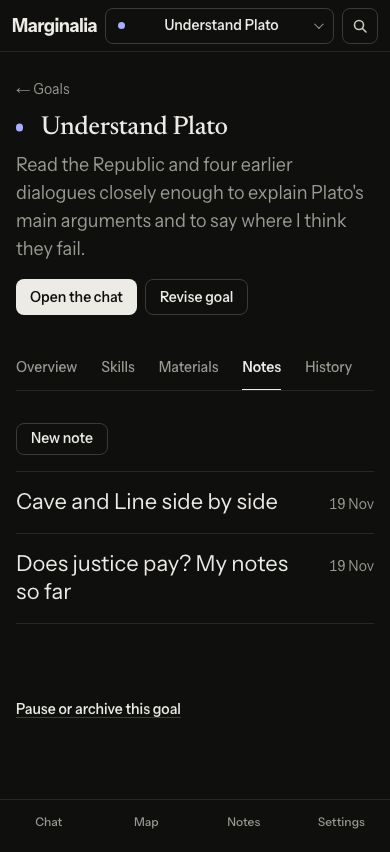 Marginalia
Understand Plato
← Goals
Understand Plato
Read the Republic and four earlier
dialogues closely enough to explain Plato's
main arguments and to say where I think
they fail.
Open the chat
Revise goal
Overview
Skills
Materials
Notes
History
New note
Cave and Line side by side
19 Nov
Does justice pay? My notes
so far
19 Nov
Pause or archive this goal
Chat
Map
Notes
Settings